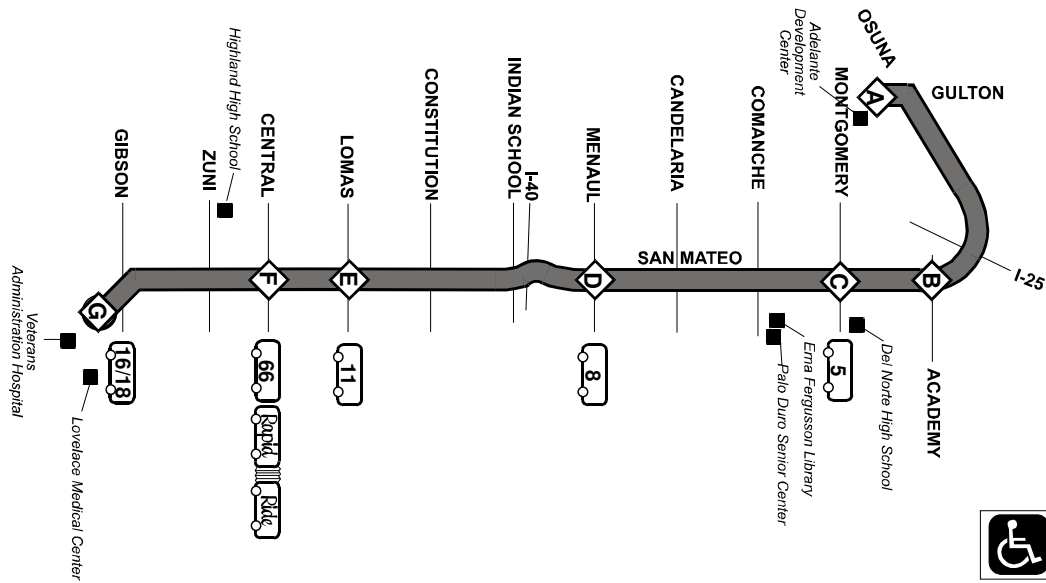 OSUNA
A
GULTON
Adelante
Development
Center
MONTGOMERY
COMANCHE
CANDELARIA
MENAUL
I-40
INDIAN SCHOOL
CONSTITUTION
LOMAS
CENTRAL
Highland High School
ZUNI
GIBSON
I-25
SAN MATEO
B
C
D
E
F
G
ACADEMY
Del Norte High School
5
Erna Fergusson Library
Palo Duro Senior Center
8
11
66
Rapid
Ride
16/18
Veterans
Administration Hospital
Lovelace Medical Center